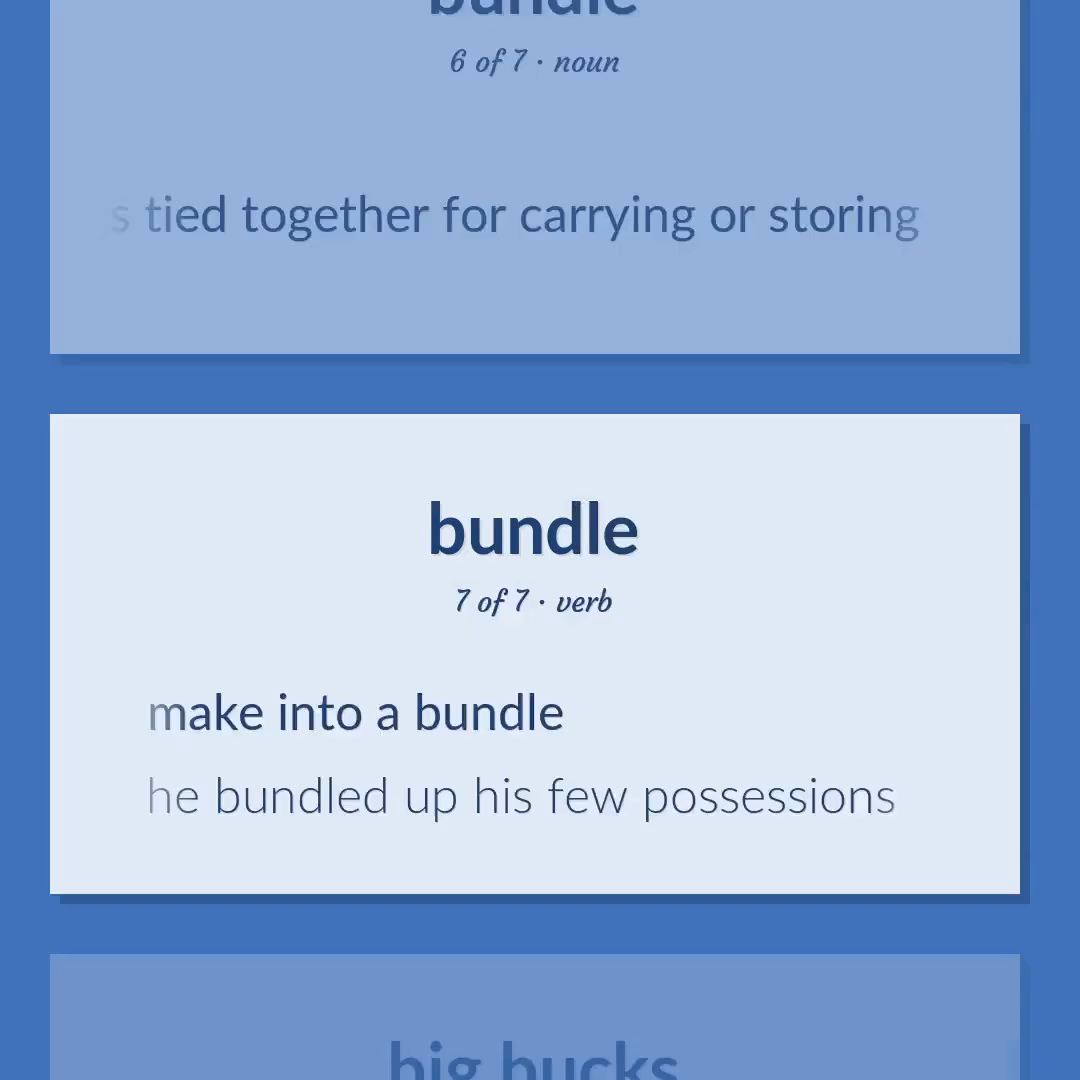 bundle
6 of 7 · noun
s tied together for carrying or storing
bundle
7 of 7 · verb
make into a bundle
he bundled up his few possessions
big bucks